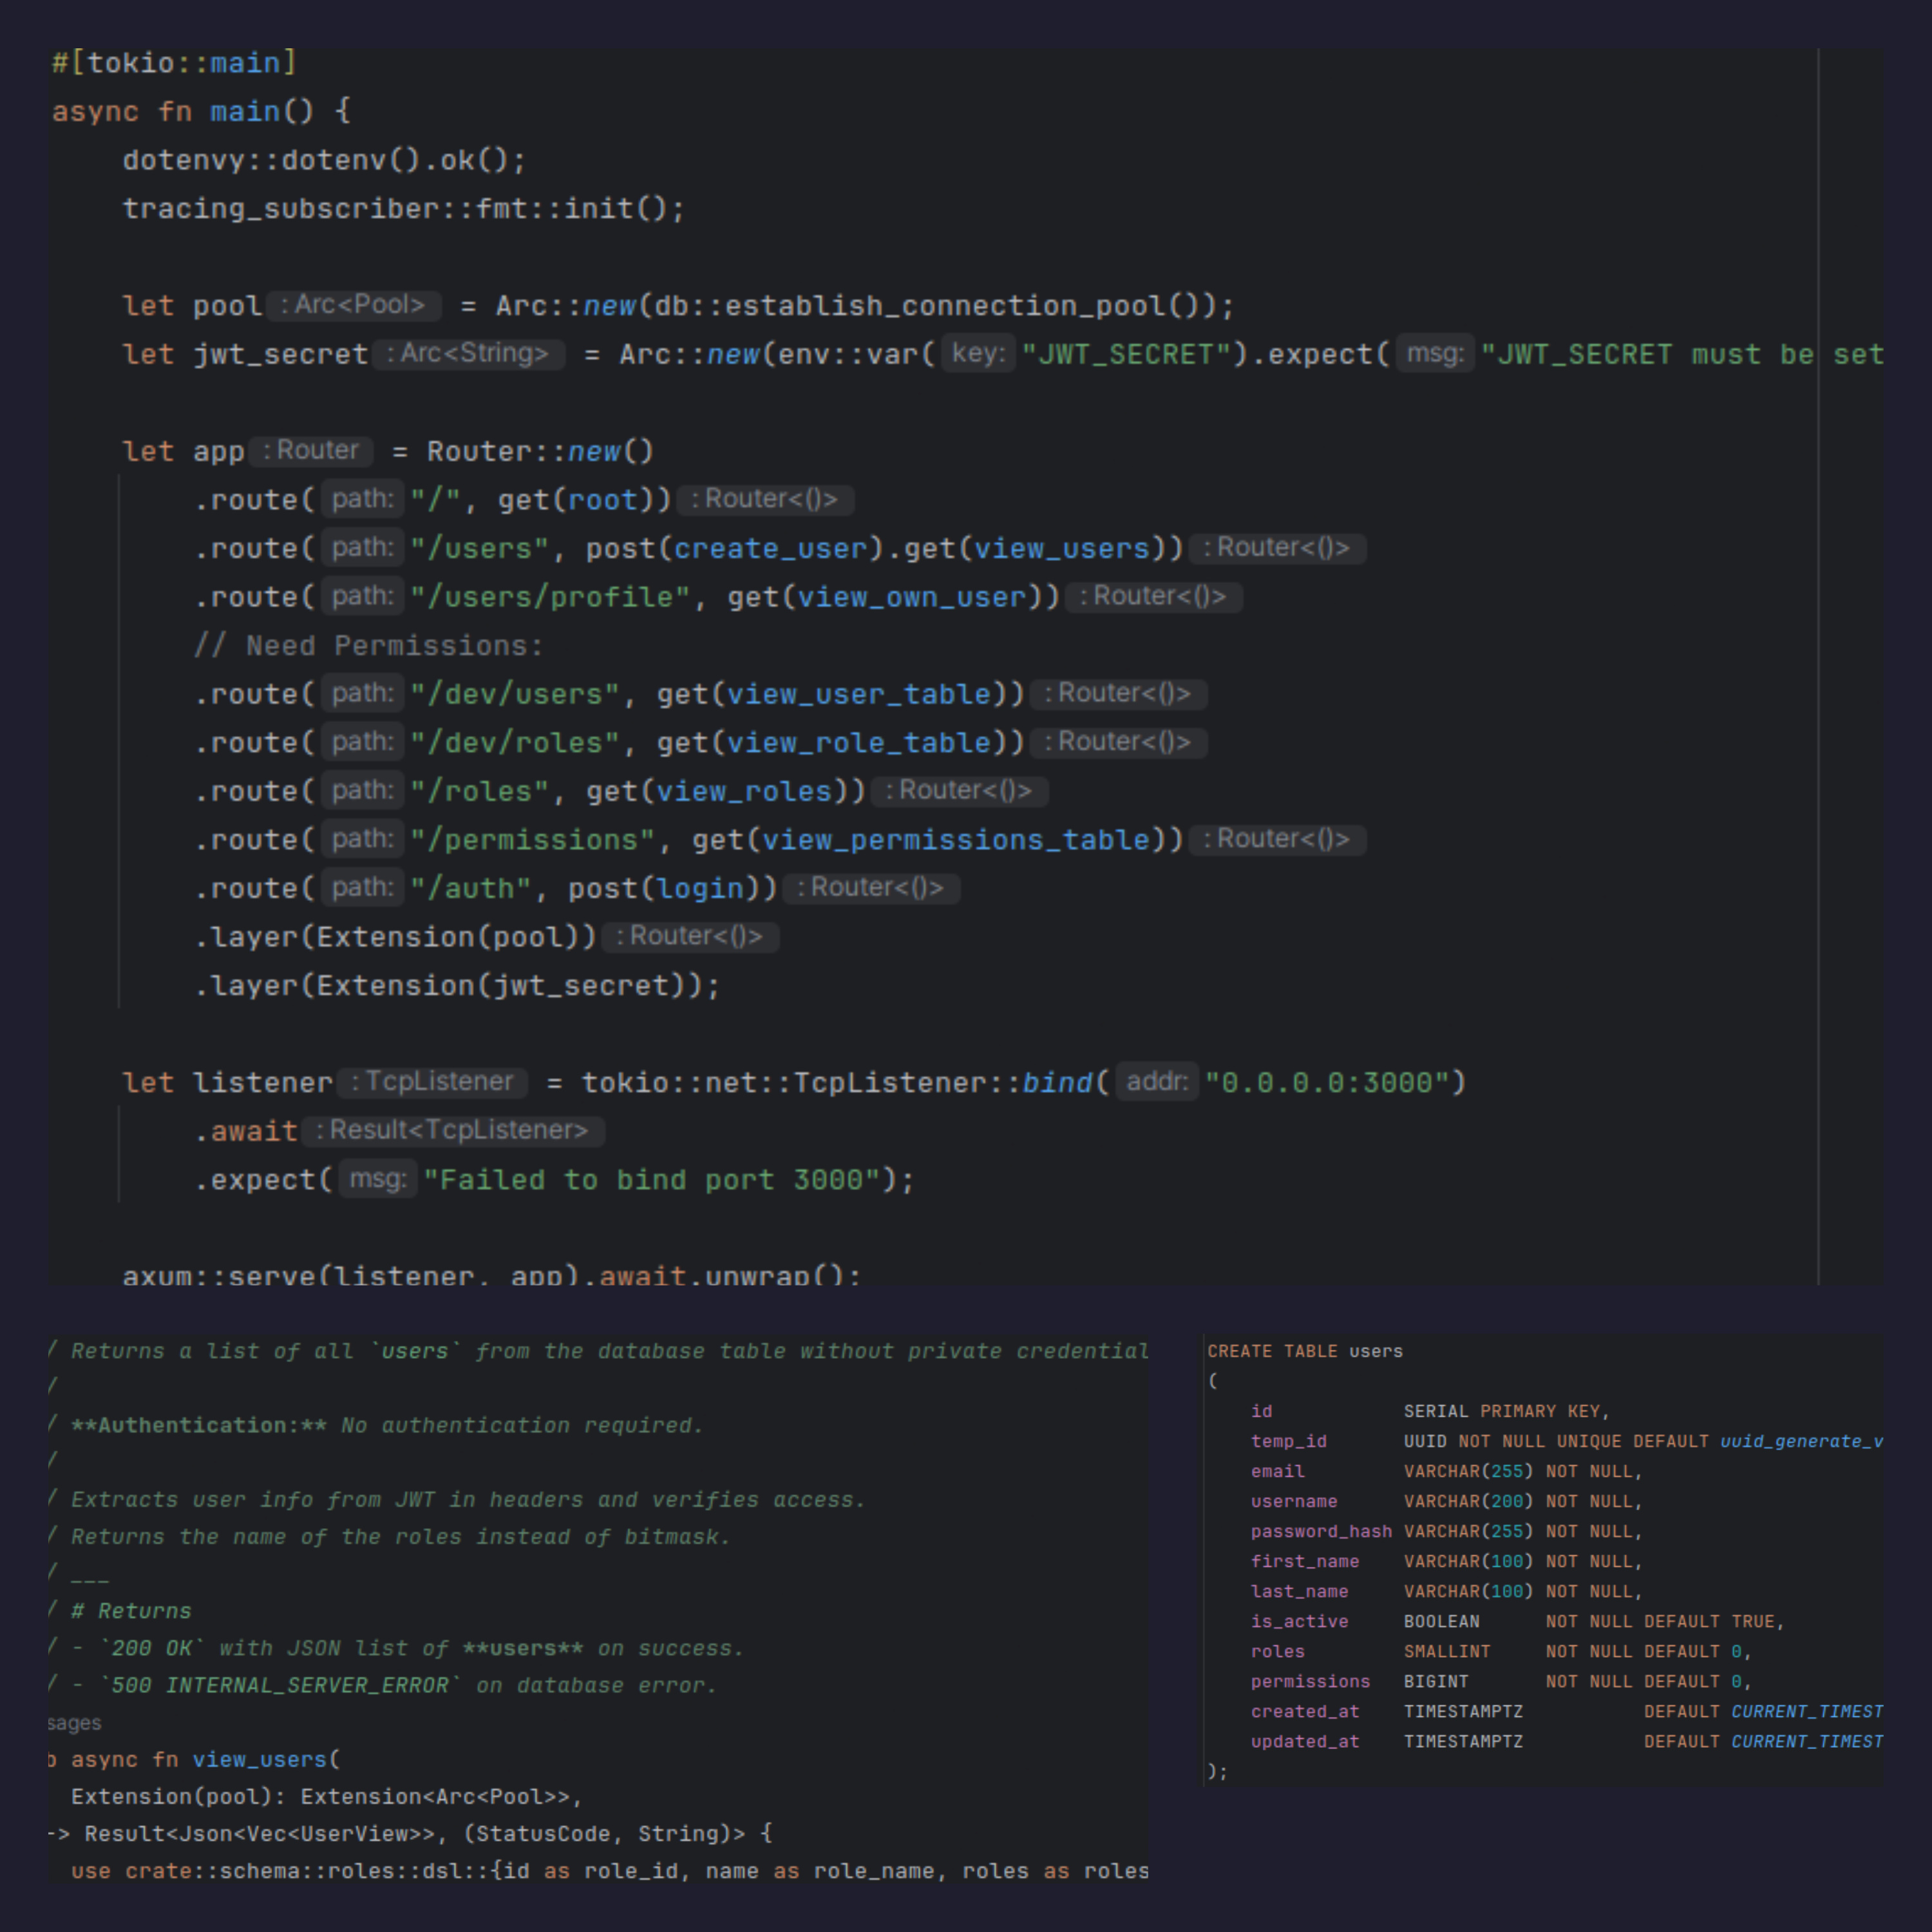 #[tokio::main]
async fn main() {
    dotenvy::dotenv().ok();
    tracing_subscriber::fmt::init();

    let pool : Arc<Pool> = Arc::new(db::establish_connection_pool());
    let jwt_secret : Arc<String> = Arc::new(env::var( key: "JWT_SECRET").expect( msg: "JWT_SECRET must be set

    let app : Router = Router::new()
        .route( path: "/", get(root)) : Router<()>
        .route( path: "/users", post(create_user).get(view_users)) : Router<()>
        .route( path: "/users/profile", get(view_own_user)) : Router<()>
        // Need Permissions:
        .route( path: "/dev/users", get(view_user_table)) : Router<()>
        .route( path: "/dev/roles", get(view_role_table)) : Router<()>
        .route( path: "/roles", get(view_roles)) : Router<()>
        .route( path: "/permissions", get(view_permissions_table)) : Router<()>
        .route( path: "/auth", post(login)) : Router<()>
        .layer(Extension(pool)) : Router<()>
        .layer(Extension(jwt_secret));

    let listener : TcpListener = tokio::net::TcpListener::bind( addr: "0.0.0.0:3000")
        .await : Result<TcpListener>
        .expect( msg: "Failed to bind port 3000");

    axum::serve(listener, app).await.unwrap();
/ Returns a list of all `users` from the database table without private credential
/
/ **Authentication:** No authentication required.
/
/ Extracts user info from JWT in headers and verifies access.
/ Returns the name of the roles instead of bitmask.
/ ___
/ # Returns
/ - `200 OK` with JSON list of **users** on success.
/ - `500 INTERNAL_SERVER_ERROR` on database error.
sages
b async fn view_users(
  Extension(pool): Extension<Arc<Pool>>,
-> Result<Json<Vec<UserView>>, (StatusCode, String)> {
  use crate::schema::roles::dsl::{id as role_id, name as role_name, roles as roles
CREATE TABLE users
(
    id            SERIAL PRIMARY KEY,
    temp_id       UUID NOT NULL UNIQUE DEFAULT uuid_generate_v
    email         VARCHAR(255) NOT NULL,
    username      VARCHAR(200) NOT NULL,
    password_hash VARCHAR(255) NOT NULL,
    first_name    VARCHAR(100) NOT NULL,
    last_name     VARCHAR(100) NOT NULL,
    is_active     BOOLEAN      NOT NULL DEFAULT TRUE,
    roles         SMALLINT     NOT NULL DEFAULT 0,
    permissions   BIGINT       NOT NULL DEFAULT 0,
    created_at    TIMESTAMPTZ           DEFAULT CURRENT_TIMEST
    updated_at    TIMESTAMPTZ           DEFAULT CURRENT_TIMEST
);